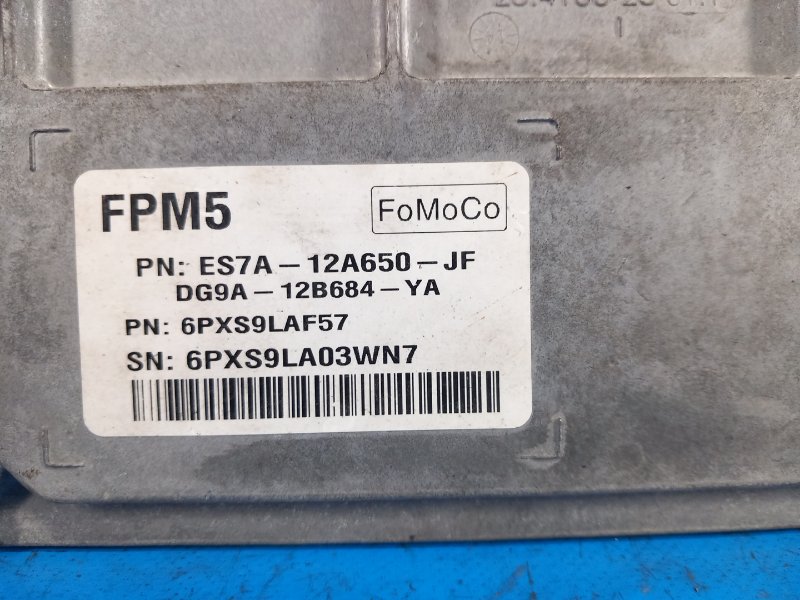 FPM5
FoMoCo
PN: ES7A-12A650-JF
DG9A-12B684-YA
PN: 6PXS9LAF57
SN: 6PXS9LA03WN7